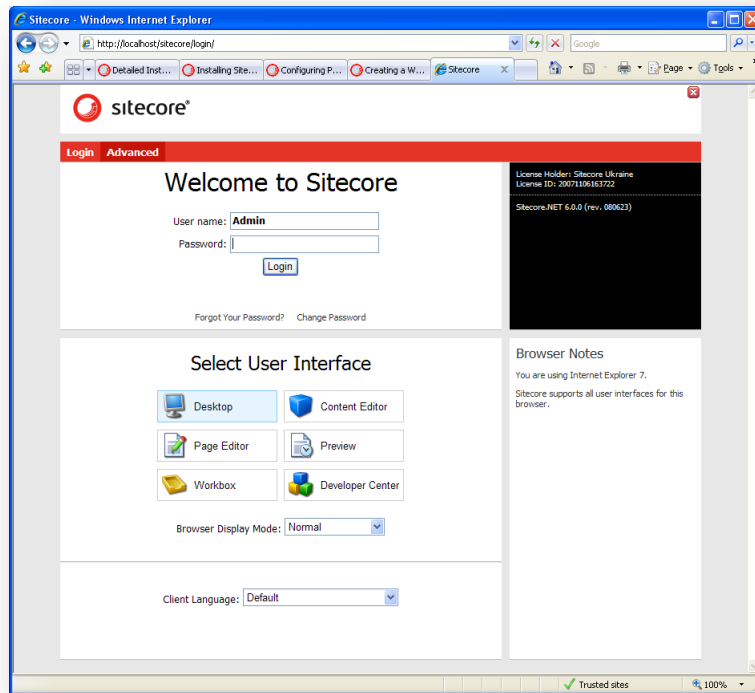 Sitecore - Windows Internet Explorer
http://localhost/sitecore/login/
Google
Detailed Inst...
Installing Site...
Configuring P...
Creating a W...
Sitecore
Page
Tools
sitecore®
Login
Advanced
Welcome to Sitecore
User name: Admin
Password:
Login
Forgot Your Password? Change Password
License Holder: Sitecore Ukraine
License ID: 20071106163722
Sitecore.NET 6.0.0 (rev. 080623)
Select User Interface
Desktop
Content Editor
Page Editor
Preview
Workbox
Developer Center
Browser Display Mode: Normal
Client Language: Default
Browser Notes
You are using Internet Explorer 7.
Sitecore supports all user interfaces for this
browser.
Trusted sites
100%